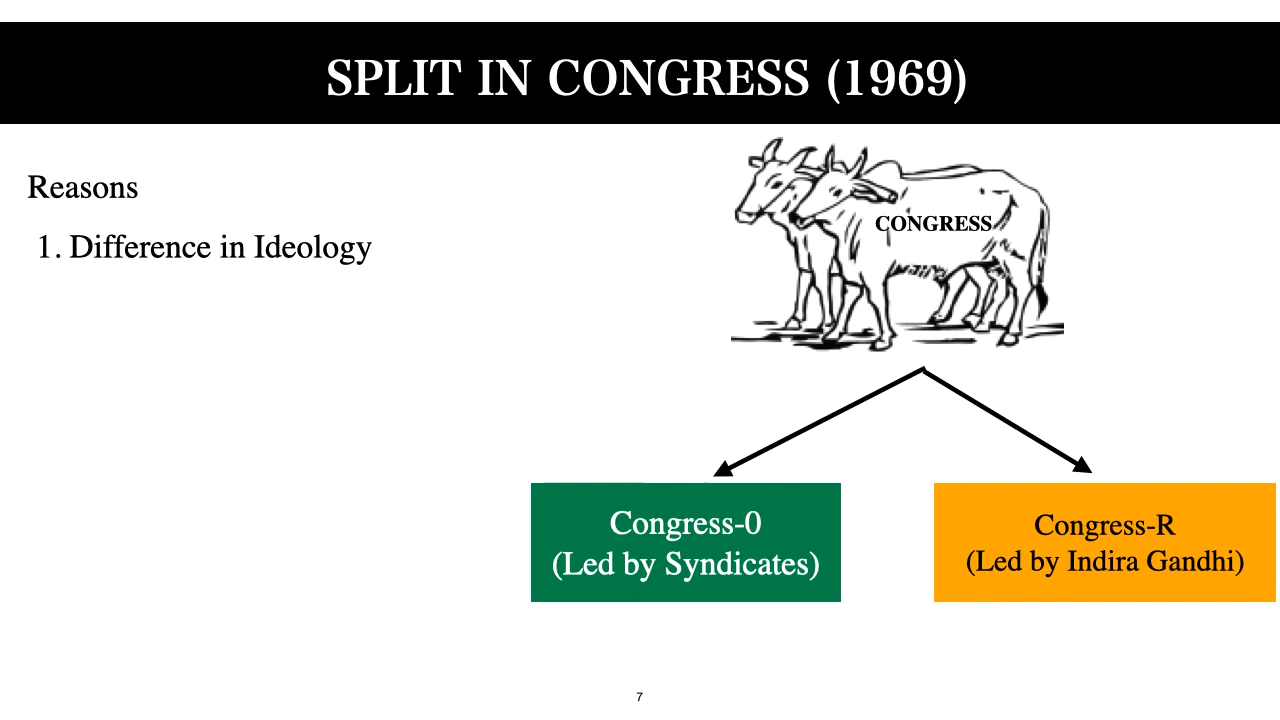 SPLIT IN CONGRESS (1969)
Reasons
1. Difference in Ideology
CONGRESS
Congress-0
(Led by Syndicates)
Congress-R
(Led by Indira Gandhi)
7